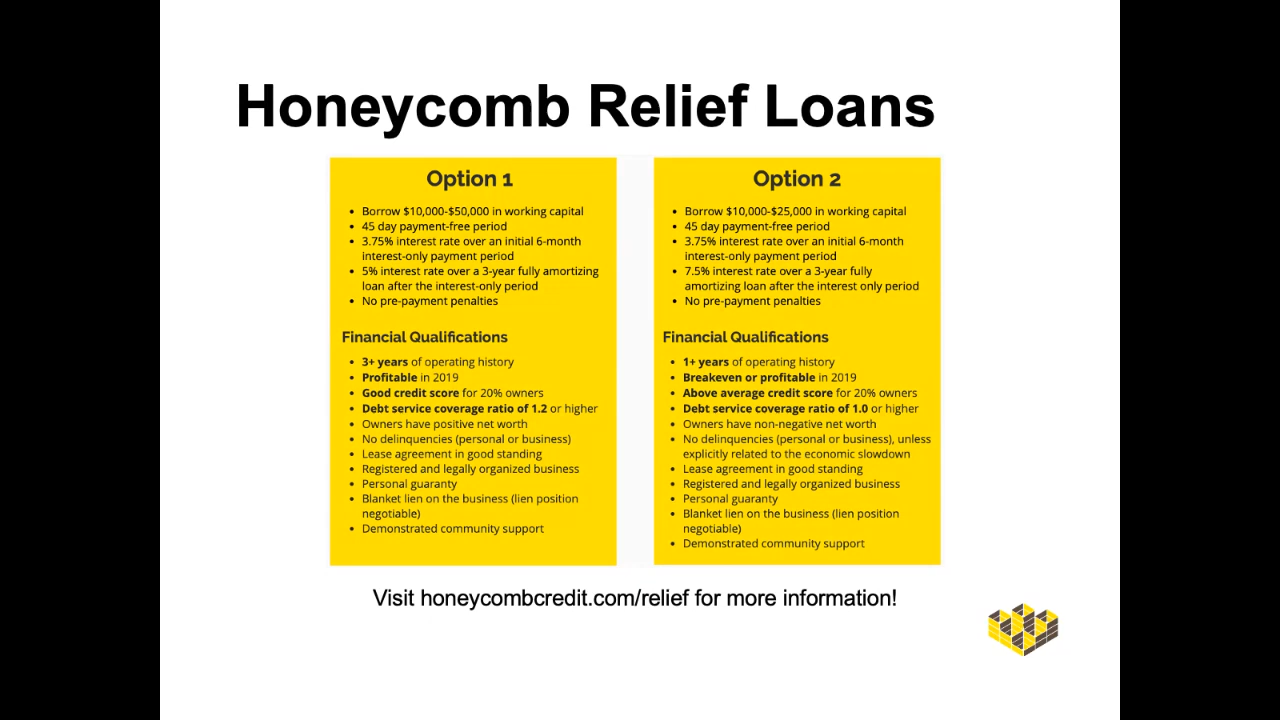 Honeycomb Relief Loans
Option 1
• Borrow $10,000-$50,000 in working capital
• 45 day payment-free period
• 3.75% interest rate over an initial 6-month
interest-only payment period
• 5% interest rate over a 3-year fully amortizing
loan after the interest-only period
• No pre-payment penalties
Financial Qualifications
• 3+ years of operating history
• Profitable in 2019
• Good credit score for 20% owners
• Debt service coverage ratio of 1.2 or higher
• Owners have positive net worth
• No delinquencies (personal or business)
• Lease agreement in good standing
• Registered and legally organized business
• Personal guaranty
• Blanket lien on the business (lien position
negotiable)
• Demonstrated community support
Option 2
• Borrow $10,000-$25,000 in working capital
• 45 day payment-free period
• 3.75% interest rate over an initial 6-month
interest-only payment period
• 7.5% interest rate over a 3-year fully
amortizing loan after the interest only period
• No pre-payment penalties
Financial Qualifications
• 1+ years of operating history
• Breakeven or profitable in 2019
• Above average credit score for 20% owners
• Debt service coverage ratio of 1.0 or higher
• Owners have non-negative net worth
• No delinquencies (personal or business), unless
explicitly related to the economic slowdown
• Lease agreement in good standing
• Registered and legally organized business
• Personal guaranty
• Blanket lien on the business (lien position
negotiable)
• Demonstrated community support
Visit honeycombcredit.com/relief for more information!